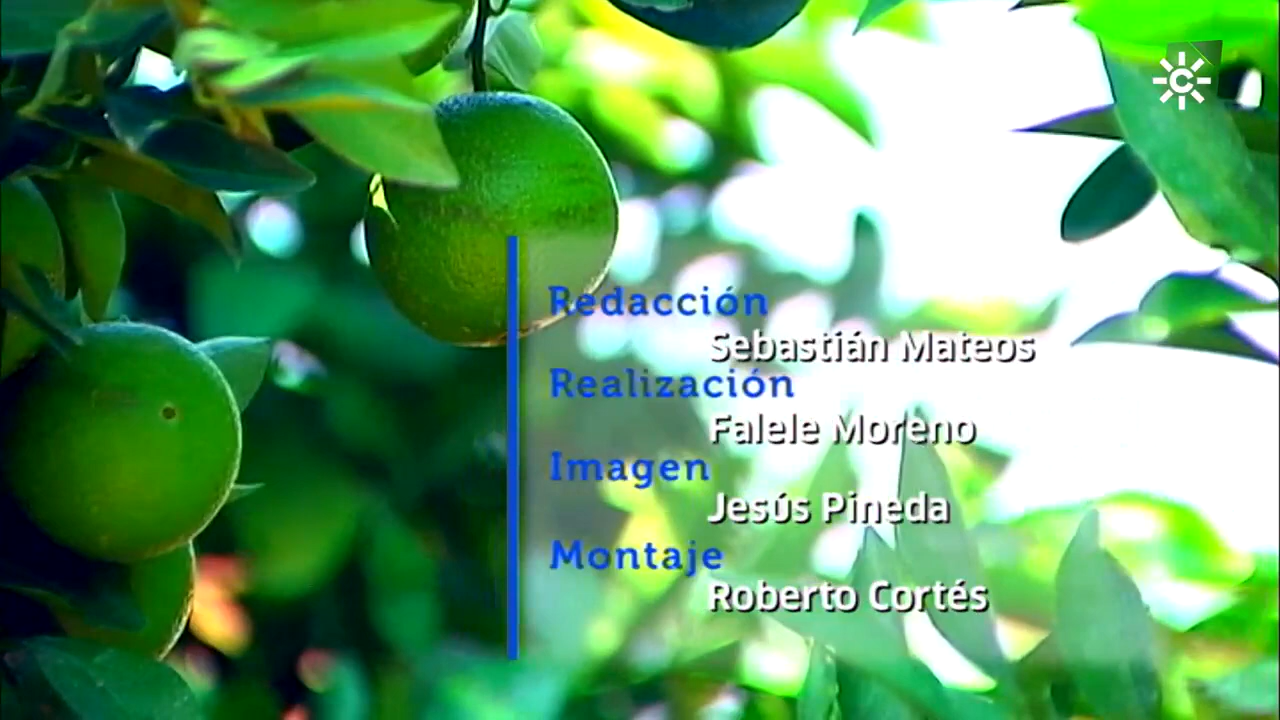 C
Redacción
Sebastián Mateos
Realización
Falele Moreno
Imagen
Jesús Pineda
Montaje
Roberto Cortés